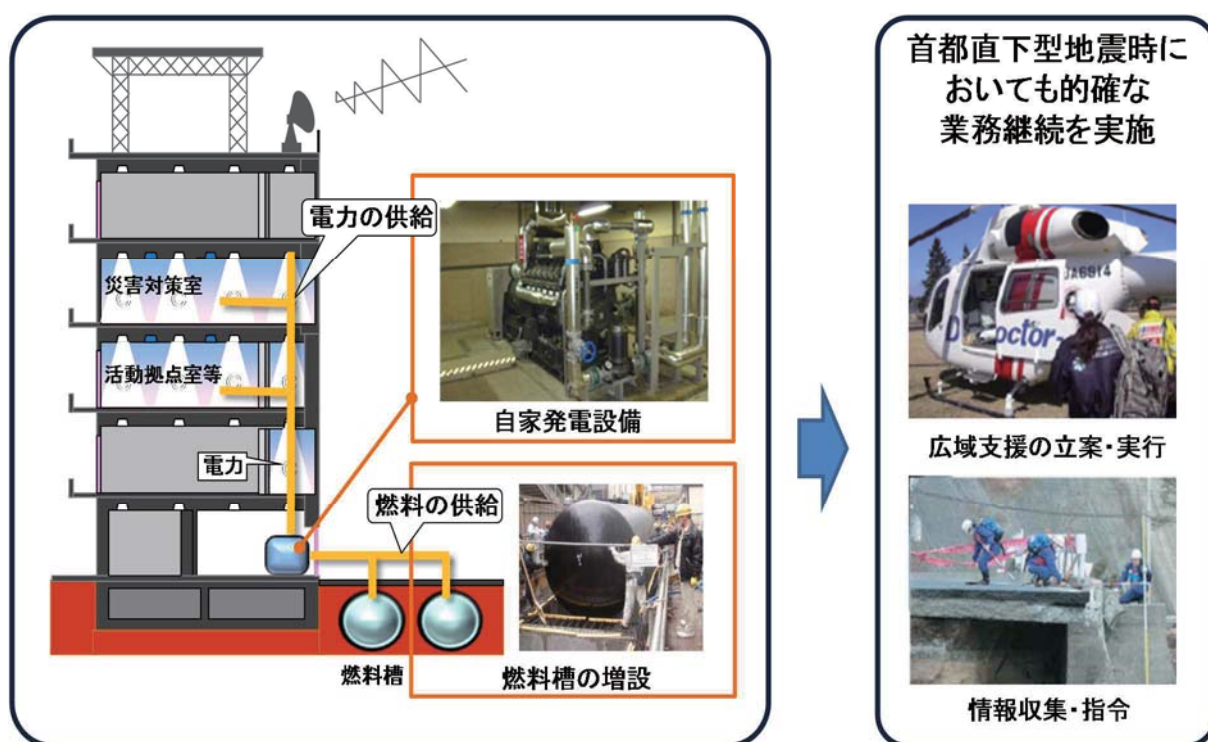 電力の供給
災害対策室
活動拠点室等
電力
燃料の供給
燃料槽
自家発電設備
燃料槽の増設
首都直下型地震時に
おいても的確な
業務継続を実施
JA6914
Doctor-
広域支援の立案・実行
情報収集・指令